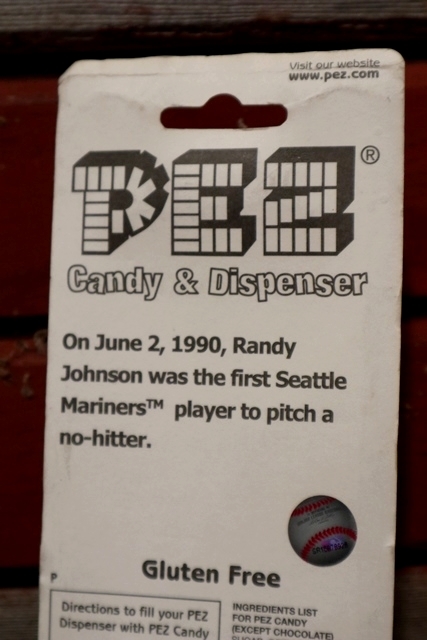 Visit our website
www.pez.com
PEZ®
Candy & Dispenser
On June 2, 1990, Randy
Johnson was the first Seattle
Mariners™ player to pitch a
no-hitter.
Gluten Free
P
Directions to fill your PEZ
Dispenser with PEZ Candy
INGREDIENTS LIST
FOR PEZ CANDY
(EXCEPT CHOCOLATE)